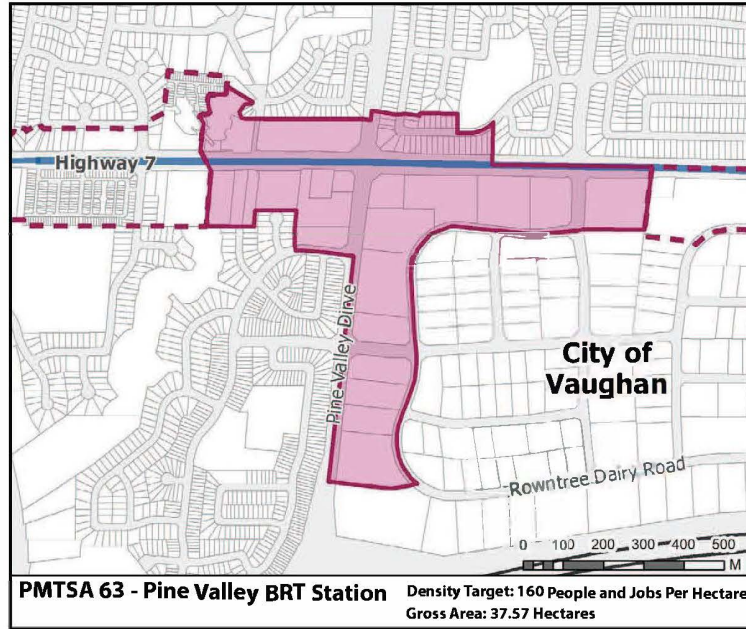 Highway 7
Pine Valley Dirve
City of
Vaughan
Rowntree Dairy Road
0 100 200 300 400 500
M
PMTSA 63 - Pine Valley BRT Station
Density Target: 160 People and Jobs Per Hectare
Gross Area: 37.57 Hectares